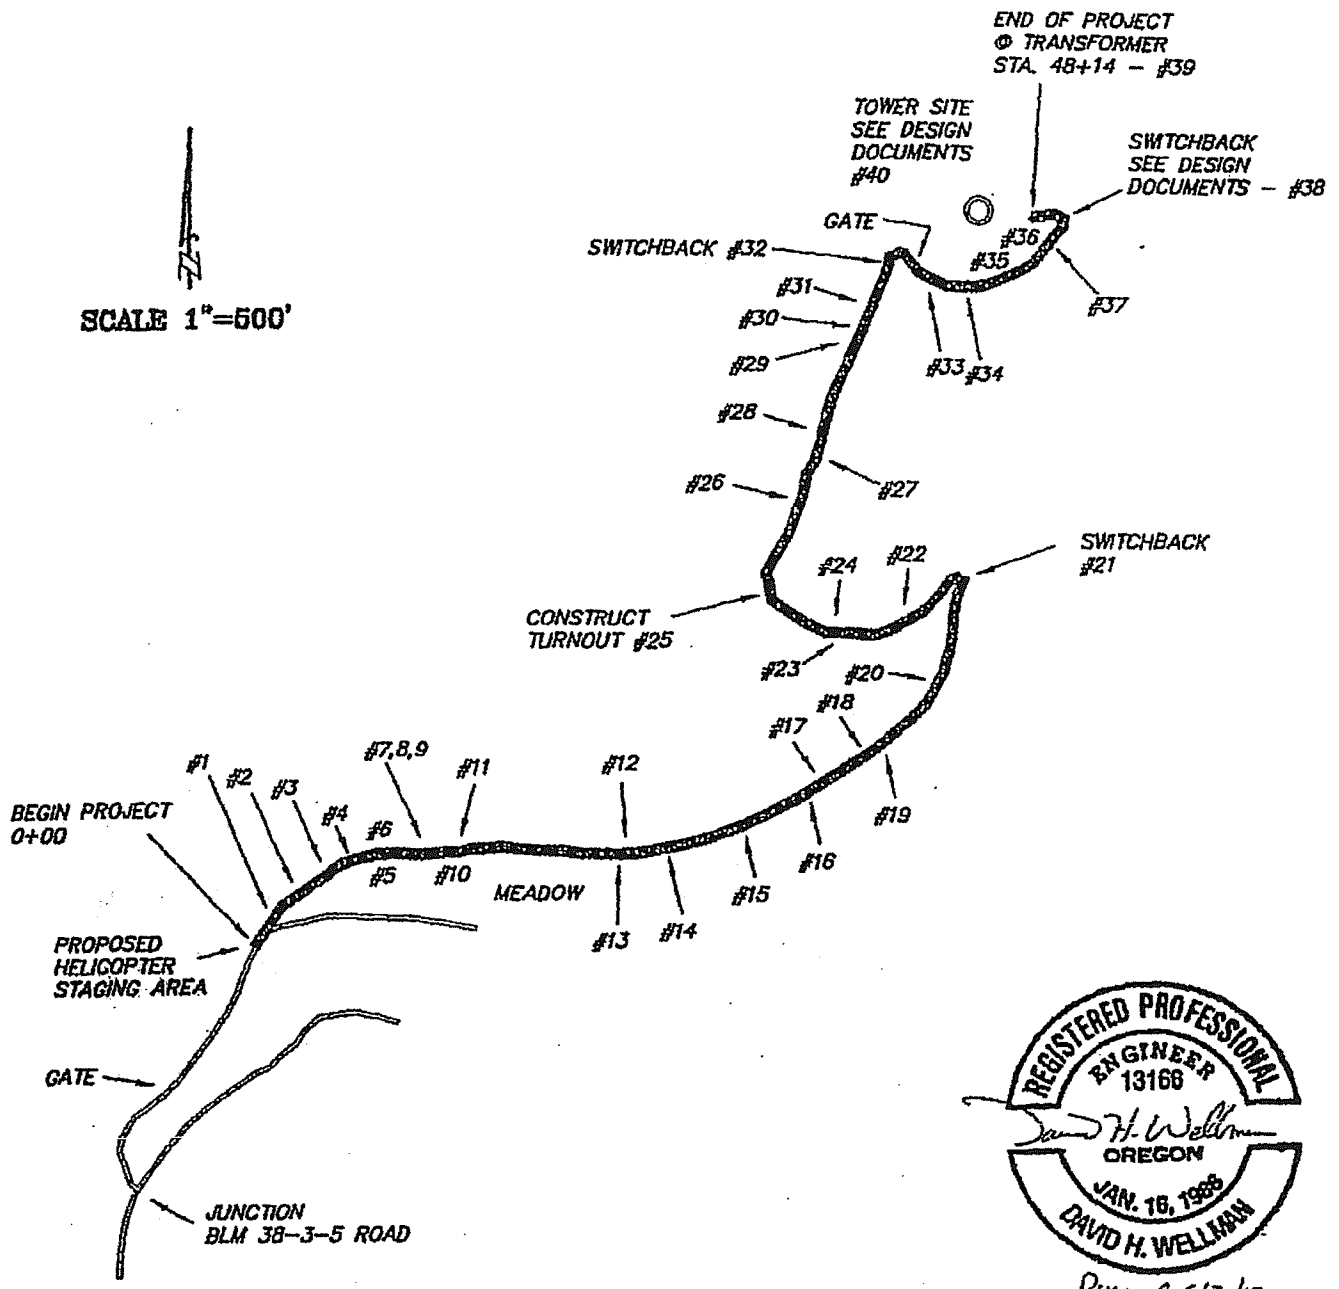 END OF PROJECT
@ TRANSFORMER
STA. 48+14 - #39
TOWER SITE
SEE DESIGN
DOCUMENTS
#40
SWITCHBACK
SEE DESIGN
DOCUMENTS - #38
GATE
#36
SWITCHBACK #32
#35
#31
#37
#30
#29
#33
#34
SCALE 1"=500'
#28
#26
#27
SWITCHBACK
#21
#24
#22
CONSTRUCT
TURNOUT #25
#23
#20
#18
#17
#19
#16
#15
#14
#13
#12
#11
#7,8,9
#10
#6
#5
#4
#3
#2
#1
MEADOW
BEGIN PROJECT
0+00
PROPOSED
HELICOPTER
STAGING AREA
GATE
JUNCTION
BLM 38-3-5 ROAD
REGISTERED PROFESSIONAL
ENGINEER
13166
David H. Wellman
OREGON
JAN. 16, 1986
DAVID H. WELLMAN